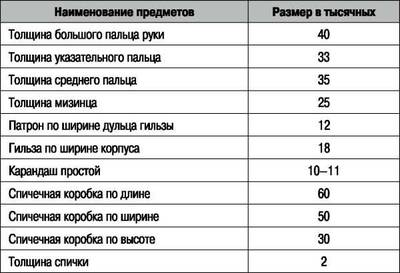 Наименование предметов Размер в тысячных
Толщина большого пальца руки 40
Толщина указательного пальца 33
Толщина среднего пальца 35
Толщина мизинца 25
Патрон по ширине дульца гильзы 12
Гильза по ширине корпуса 18
Карандаш простой 10–11
Спичечная коробка по длине 60
Спичечная коробка по ширине 50
Спичечная коробка по высоте 30
Толщина спички 2